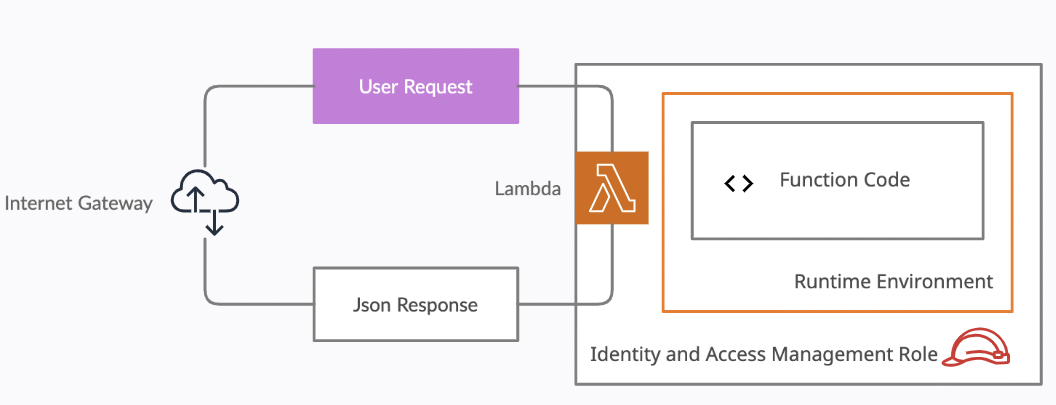 User Request
Internet Gateway
Lambda
Function Code
Runtime Environment
Json Response
Identity and Access Management Role